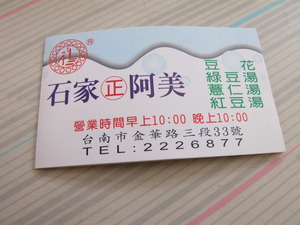 石家㊣阿美
豆花
綠豆湯
薏仁湯
紅豆湯
營業時間早上10:00 晚上10:00
台南市金華路三段33號
TEL:2226877